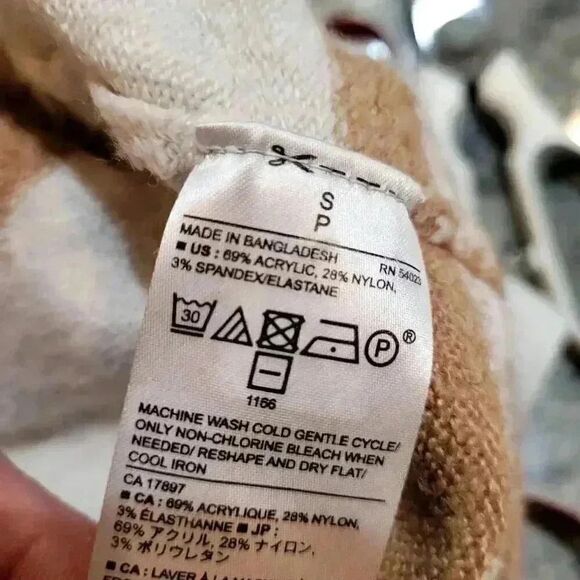 S
P
MADE IN BANGLADESH
RN 54023
■ US : 69% ACRYLIC, 28% NYLON,
3% SPANDEX/ELASTANE
30
P®
1166
MACHINE WASH COLD GENTLE CYCLE/
ONLY NON-CHLORINE BLEACH WHEN
NEEDED/ RESHAPE AND DRY FLAT/
COOL IRON
CA 17897
■ CA : 69% ACRYLIQUE, 28% NYLON,
3% ÉLASTHANNE ■ JP :
69% アクリル, 28% ナイロン,
3% ポリウレタン
■ CA : LAVER À LA